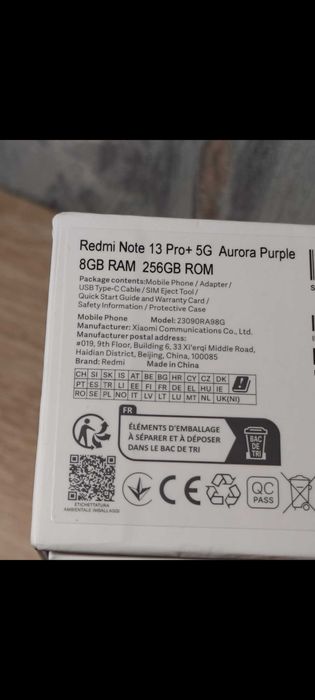 Redmi Note 13 Pro+ 5G Aurora Purple
8GB RAM 256GB ROM
Package contents:Mobile Phone / Adapter /
USB Type-C Cable / SIM Eject Tool /
Quick Start Guide and Warranty Card /
Safety Information / Protective Case
Mobile Phone Model: 23090RA98G
Manufacturer: Xiaomi Communications Co., Ltd.
Manufacturer postal address:
#019, 9th Floor, Building 6, 33 Xi'erqi Middle Road,
Haidian District, Beijing, China, 100085
Brand: Redmi Made in China
CH SI SK IS AT BE BG HR CY CZ DK
PT ES TR LI EE FI FR DE EL HU IE
RO SE PL NO IT LV LT LU MT NL UK(NI)
FR
ÉLÉMENTS D'EMBALLAGE
À SÉPARER ET À DÉPOSER
DANS LE BAC DE TRI
BAC
DE
TRI
ETICHETTATURA
AMBIENTALE IMBALLAGGI
CE
QC
PASS